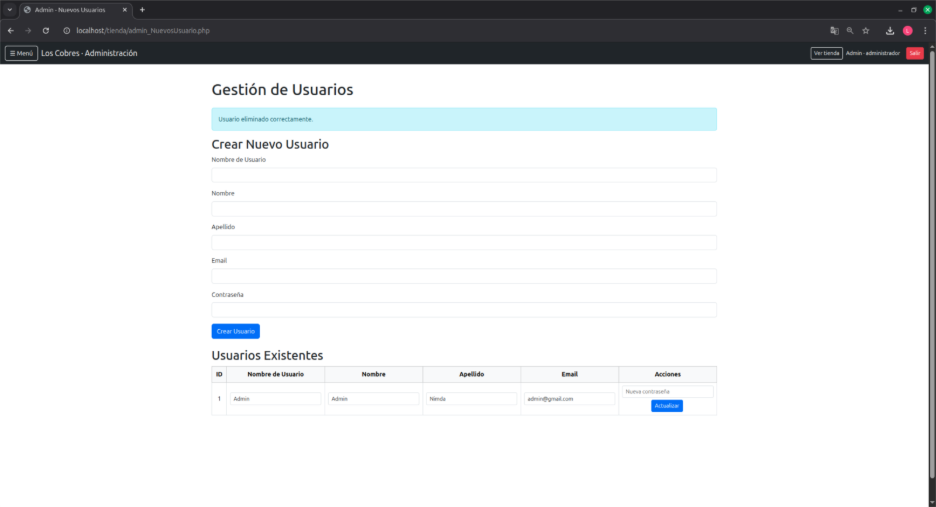 Admin - Nuevos Usuarios
localhost/tienda/admin_NuevosUsuario.php
L
☰ Menú Los Cobres · Administración
Ver tienda Admin · administrador Salir
Gestión de Usuarios
Usuario eliminado correctamente.
Crear Nuevo Usuario
Nombre de Usuario
Nombre
Apellido
Email
Contraseña
Crear Usuario
Usuarios Existentes
ID Nombre de Usuario Nombre Apellido Email Acciones
1 Admin Admin Nimda admin@gmail.com Nueva contraseña
Actualizar